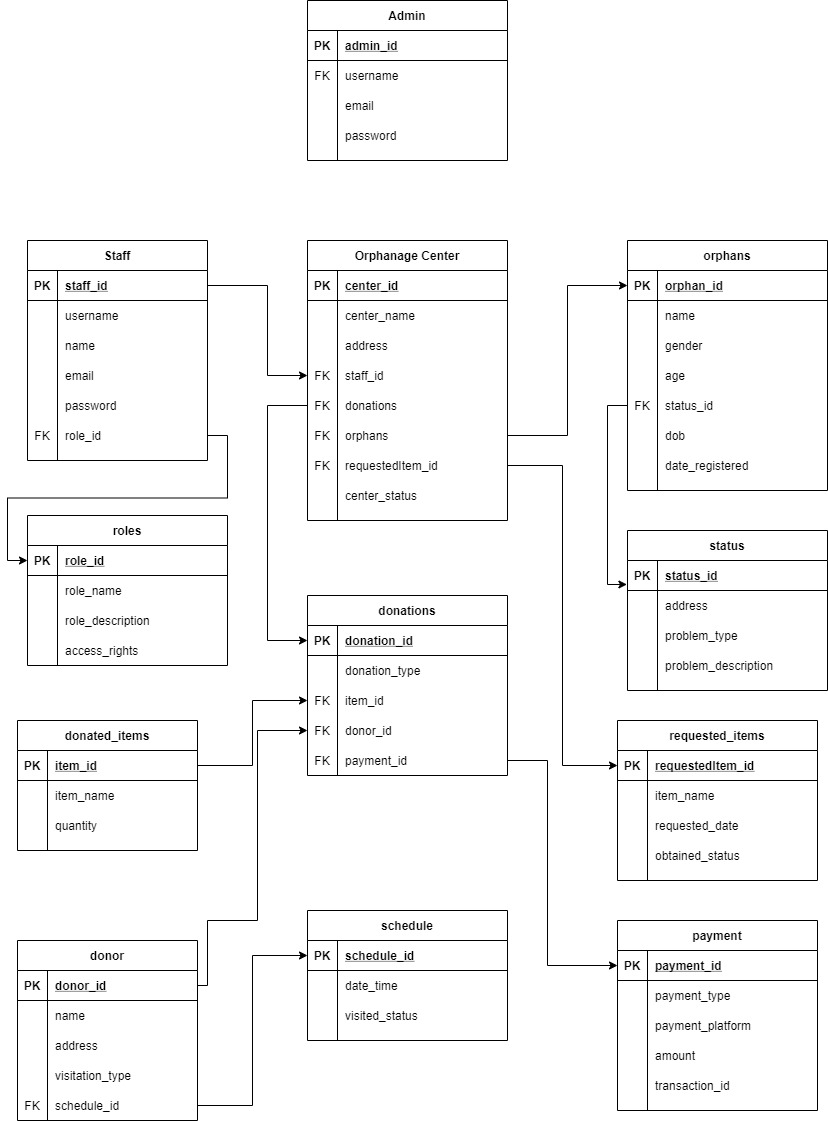 Admin
PK admin_id
FK username
email
password
Staff
PK staff_id
username
name
email
password
FK role_id
Orphanage Center
PK center_id
center_name
address
FK staff_id
FK donations
FK orphans
FK requestedItem_id
center_status
orphans
PK orphan_id
name
gender
age
FK status_id
dob
date_registered
roles
PK role_id
role_name
role_description
access_rights
status
PK status_id
address
problem_type
problem_description
donations
PK donation_id
donation_type
FK item_id
FK donor_id
FK payment_id
donated_items
PK item_id
item_name
quantity
requested_items
PK requestedItem_id
item_name
requested_date
obtained_status
donor
PK donor_id
name
address
visitation_type
FK schedule_id
schedule
PK schedule_id
date_time
visited_status
payment
PK payment_id
payment_type
payment_platform
amount
transaction_id